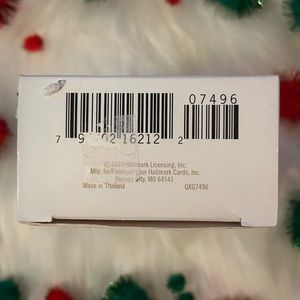 07496
7 9 02 16212 2
2010 Hallmark Licensing, Inc.
Mfd. for Hallmark Cards, Inc.
City, MO 64141
Made in Thailand QXG7496